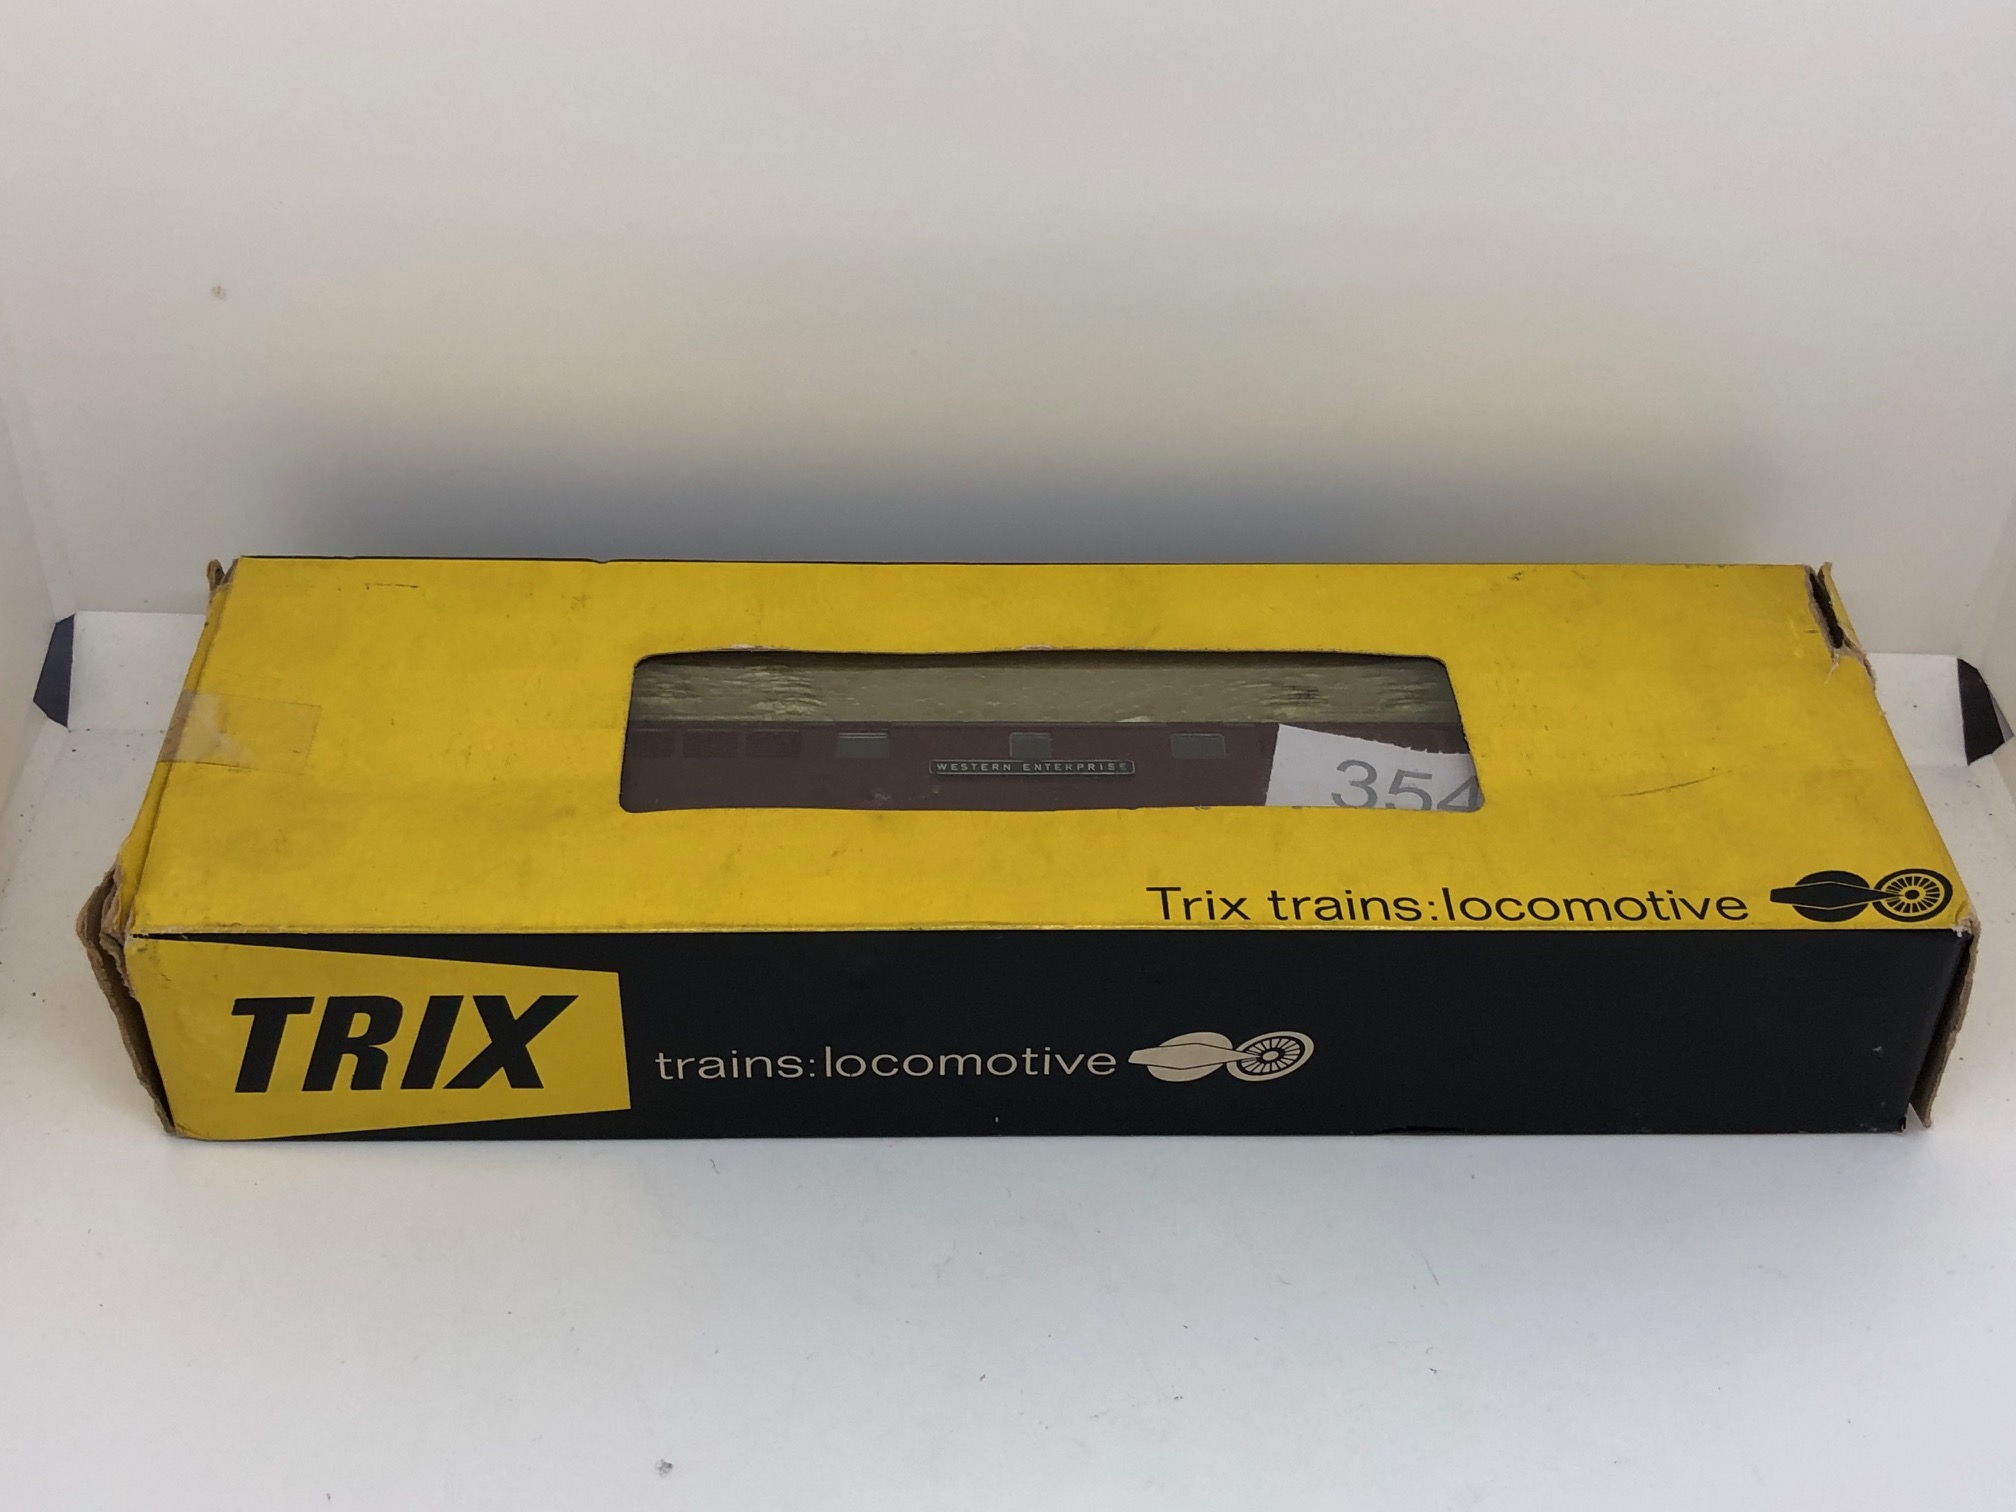 WESTERN ENTERPRISE
354
Trix trains:locomotive
TRIX
trains:locomotive